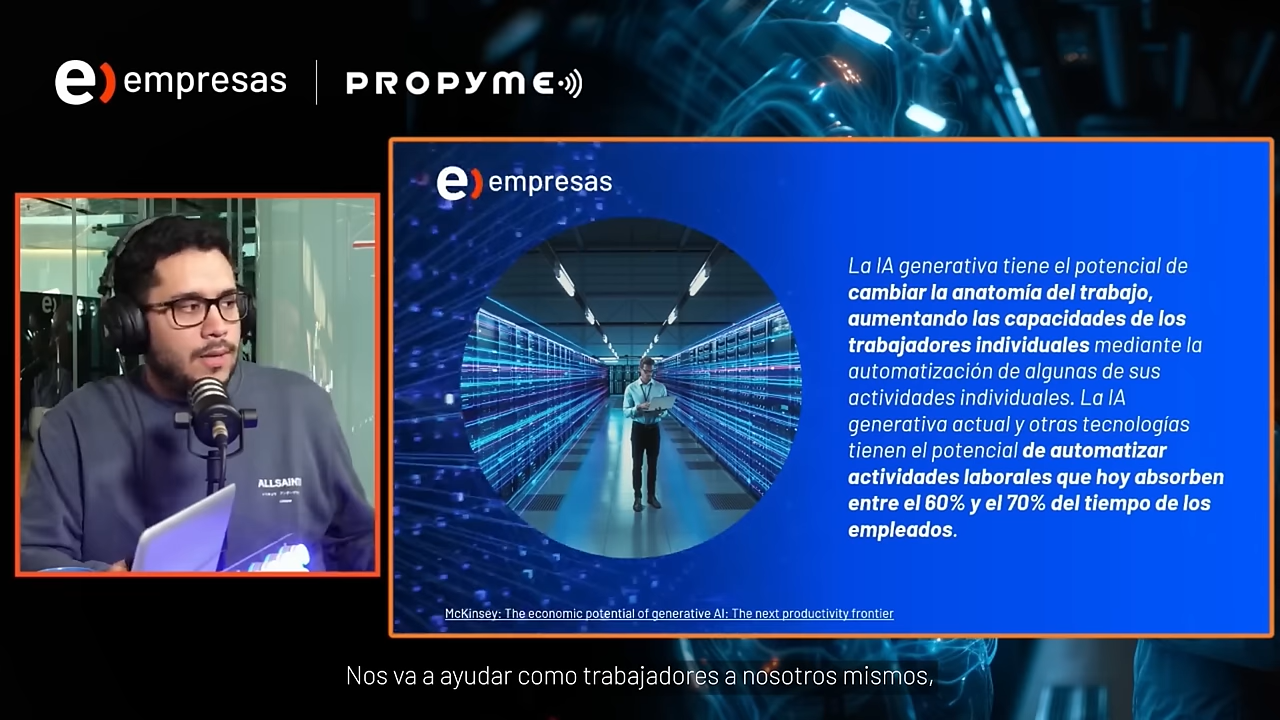 e) empresas
PROPYME
e) empresas
La IA generativa tiene el potencial de
cambiar la anatomía del trabajo,
aumentando las capacidades de los
trabajadores individuales mediante la
automatización de algunas de sus
actividades individuales. La IA
generativa actual y otras tecnologías
tienen el potencial de automatizar
actividades laborales que hoy absorben
entre el 60% y el 70% del tiempo de los
empleados.
McKinsey: The economic potential of generative AI: The next productivity frontier
ALLSAINTS
Nos va a ayudar como trabajadores a nosotros mismos,